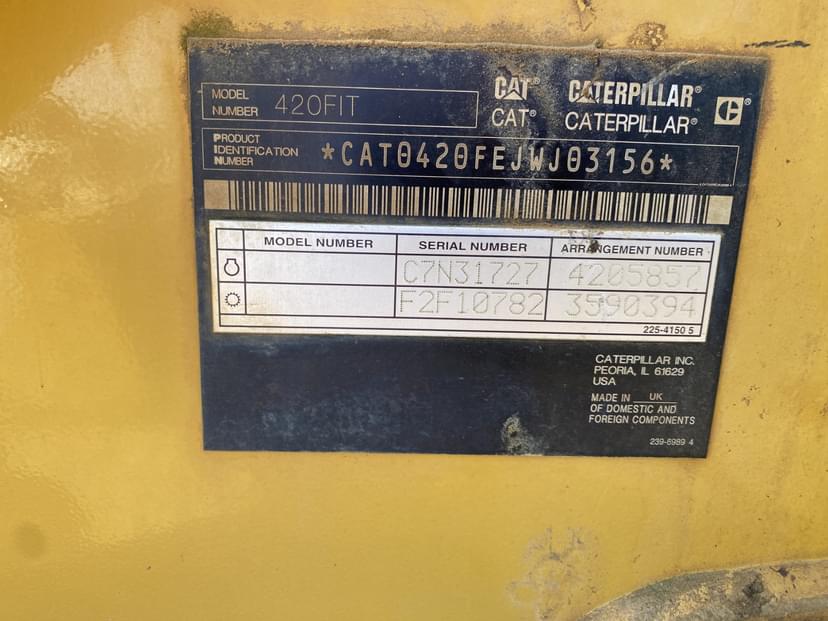 MODEL NUMBER 420FIT
CAT® CATERPILLAR®
CAT® CATERPILLAR®
PRODUCT IDENTIFICATION NUMBER *CAT0420FEJWJ03156*
MODEL NUMBER SERIAL NUMBER ARRANGEMENT NUMBER
C7N31727 4205857
F2F10782 3590394
225-4150 5
CATERPILLAR INC.
PEORIA, IL 61629
USA
MADE IN UK
OF DOMESTIC AND
FOREIGN COMPONENTS
239-6989 4